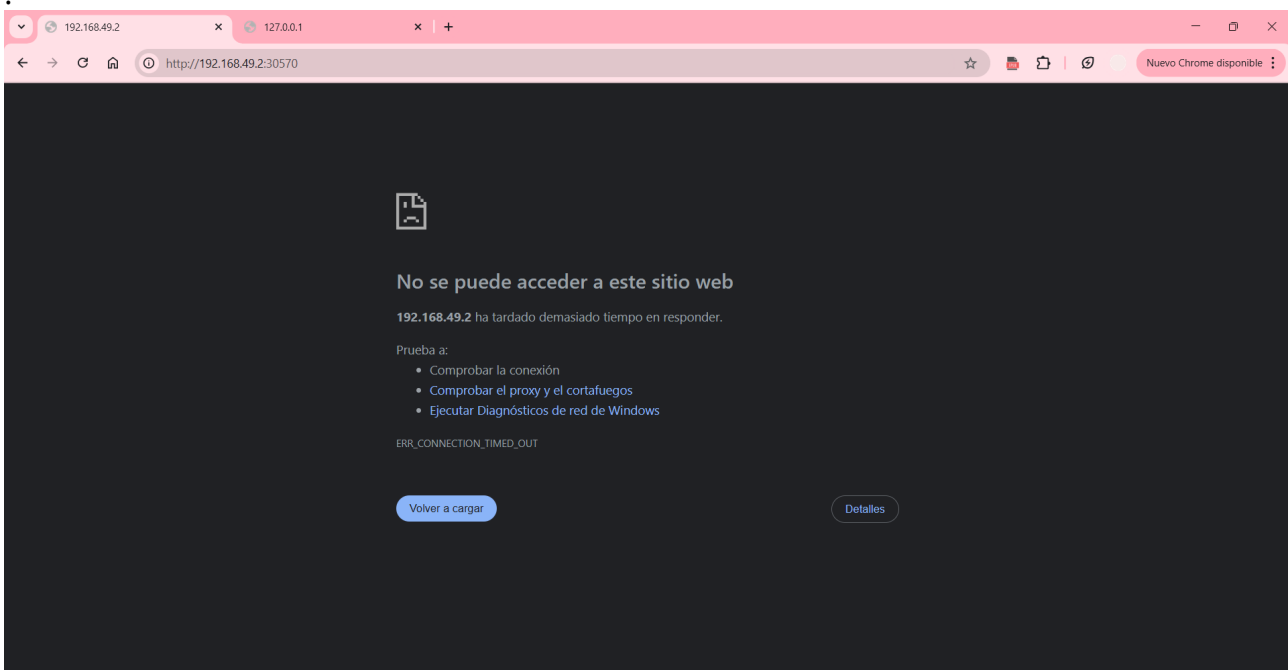 192.168.49.2
127.0.0.1
http://192.168.49.2:30570
Nuevo Chrome disponible
No se puede acceder a este sitio web
192.168.49.2 ha tardado demasiado tiempo en responder.
Prueba a:
• Comprobar la conexión
• Comprobar el proxy y el cortafuegos
• Ejecutar Diagnósticos de red de Windows
ERR_CONNECTION_TIMED_OUT
Volver a cargar
Detalles